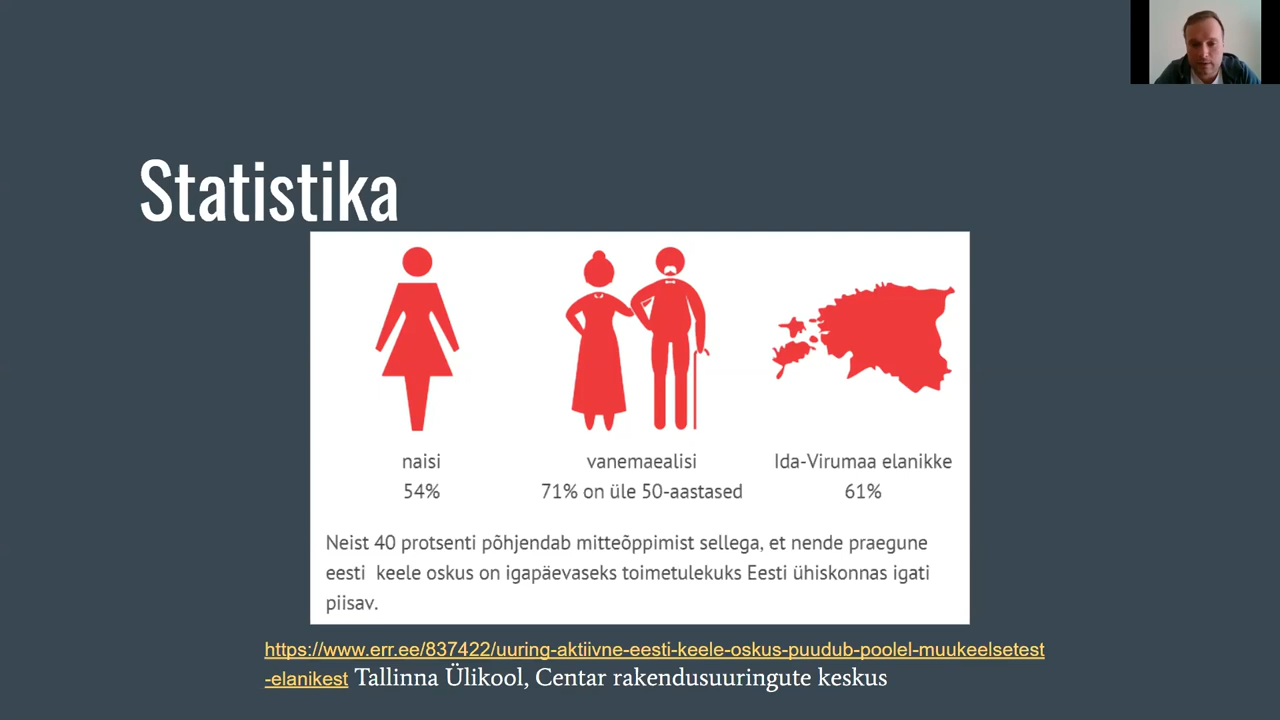 Statistika
naisi
54%
vanemaealisi
71% on üle 50-aastased
Ida-Virumaa elanikke
61%
Neist 40 protsenti põhjendab mitteõppimist sellega, et nende praegune
eesti keele oskus on igapäevaseks toimetulekuks Eesti ühiskonnas igati
piisav.
https://www.err.ee/837422/uuring-aktiivne-eesti-keele-oskus-puudub-poolel-muukeelsetest
-elanikest Tallinna Ülikool, Centar rakendusuuringute keskus